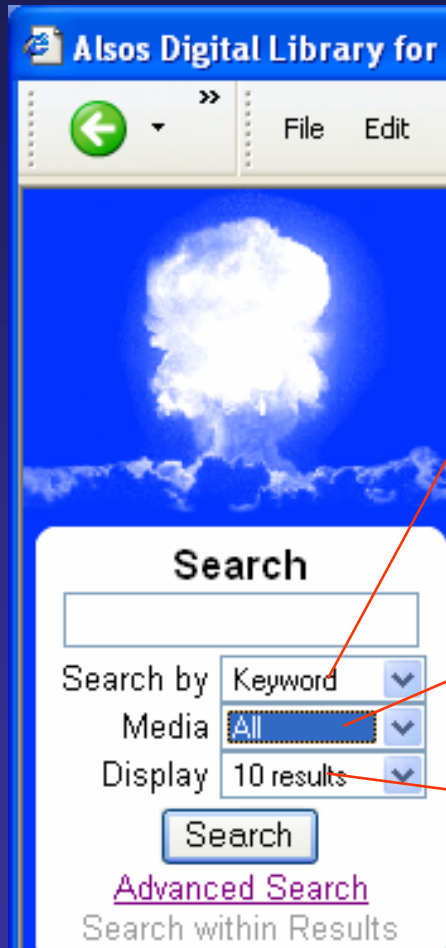 Alsos Digital Library for
»
File Edit
Search
Search by Keyword
Media All
Display 10 results
Search
Advanced Search
Search within Results